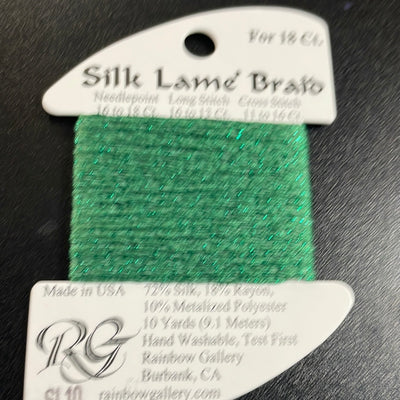 For 18 Ct.
Silk Lamé Braid
Needlepoint Long Stitch Cross Stitch
16 to 18 Ct. 16 to 12 Ct. 11 to 16 Ct.
Made in USA
72% Silk, 18% Rayon,
10% Metalized Polyester
10 Yards (9.1 Meters)
Hand Washable, Test First
Rainbow Gallery
Burbank, CA
rainbowgallery.com
RG
SL10